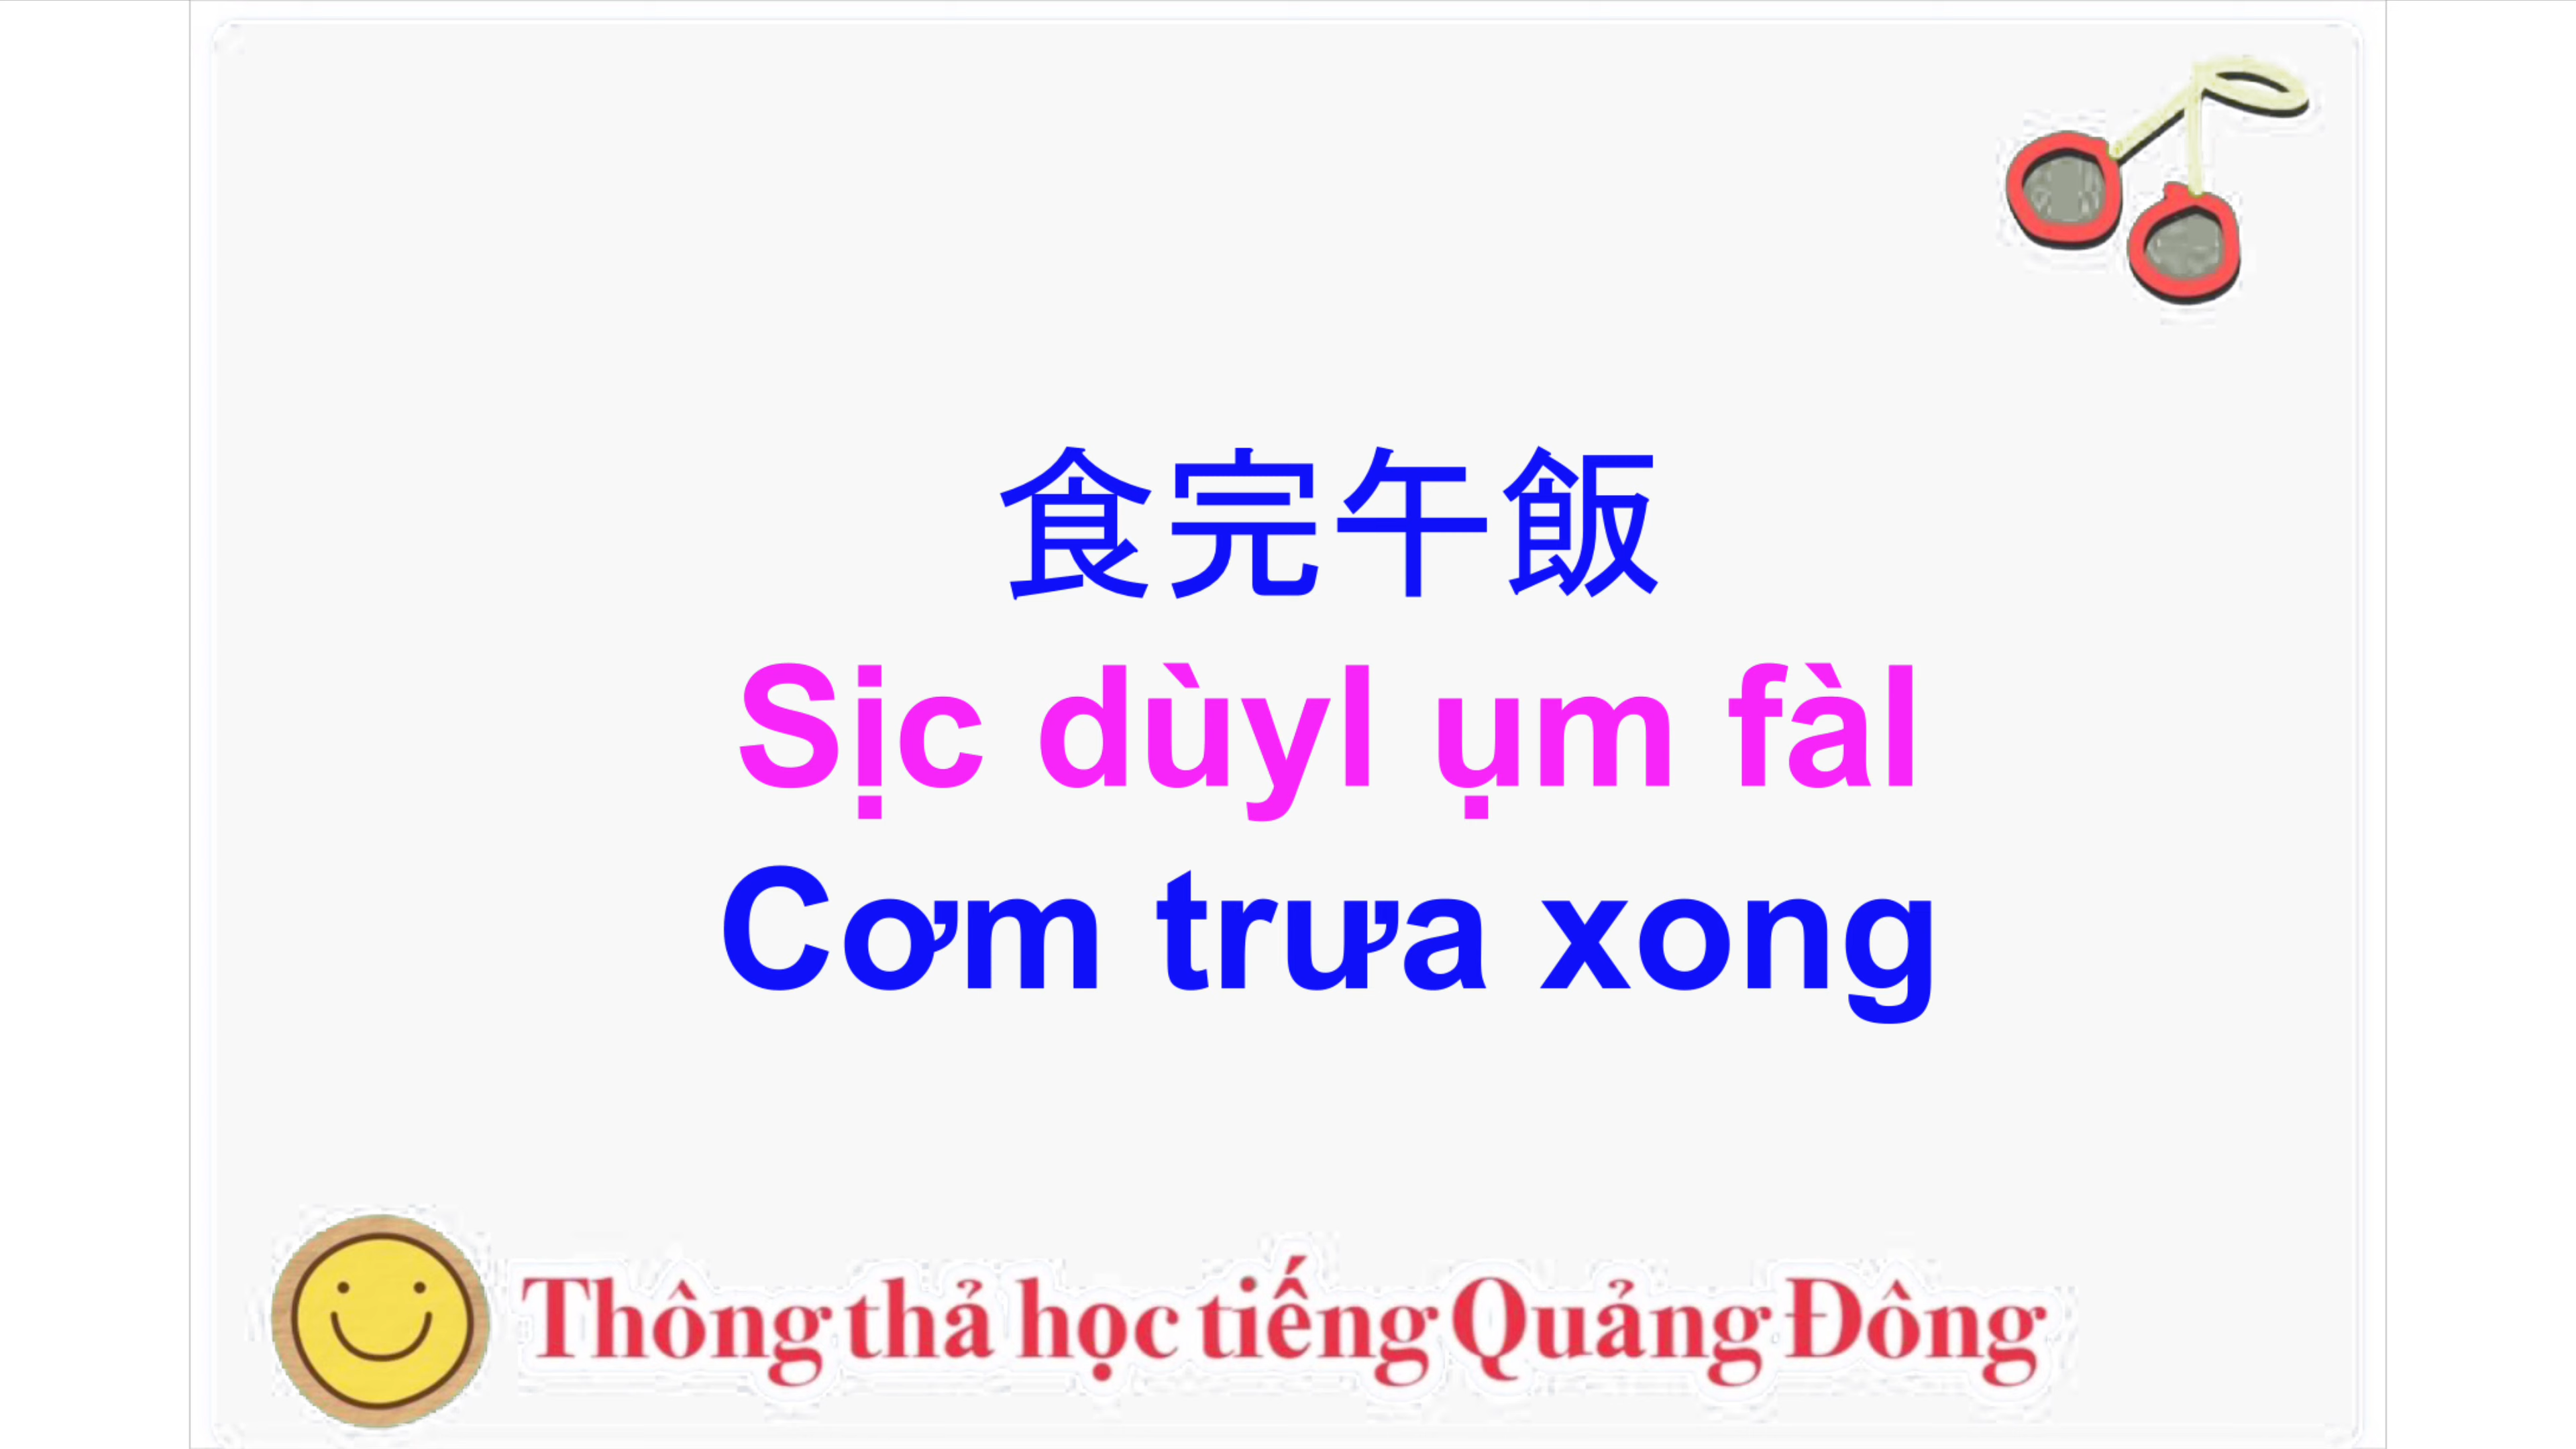 食完午飯
Sịc dùyl ụm fàl
Cơm trưa xong
Thông thả học tiếng Quảng Đông